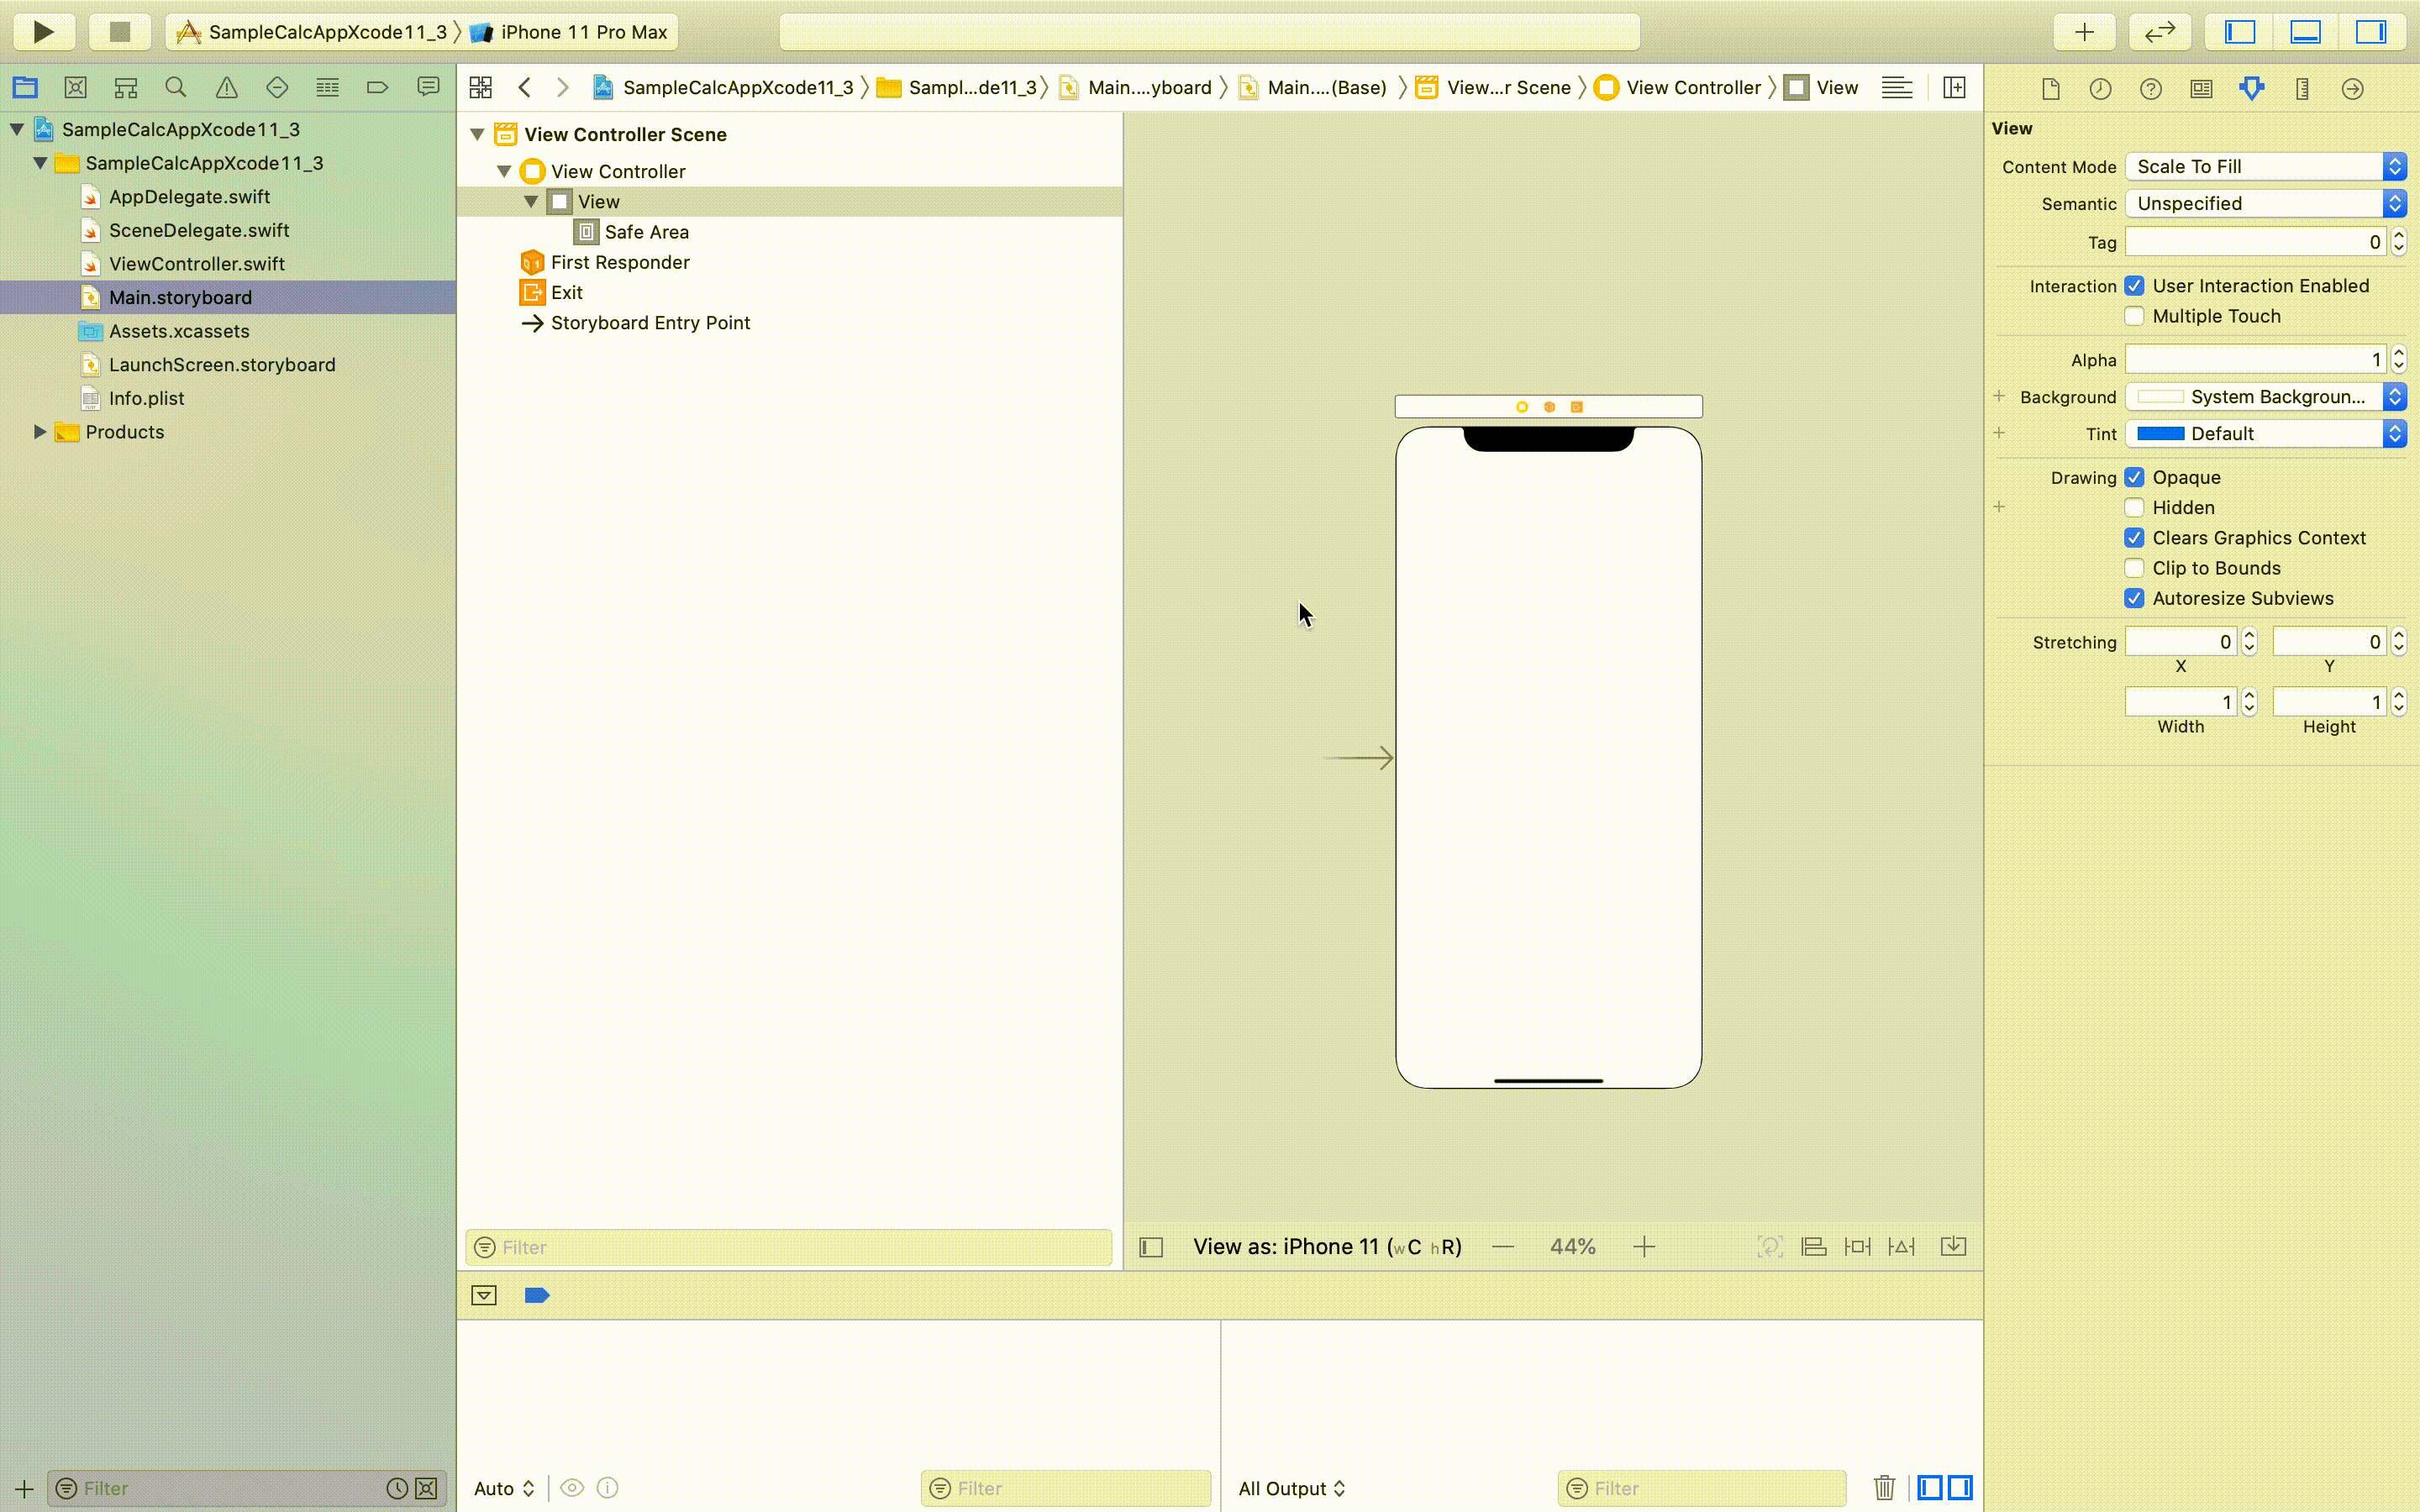 SampleCalcAppXcode11_3 iPhone 11 Pro Max
SampleCalcAppXcode11_3 Sampl...de11_3 Main....yboard Main....(Base) View...r Scene View Controller View
SampleCalcAppXcode11_3
SampleCalcAppXcode11_3
AppDelegate.swift
SceneDelegate.swift
ViewController.swift
Main.storyboard
Assets.xcassets
LaunchScreen.storyboard
Info.plist
Products
Filter
View Controller Scene
View Controller
View
Safe Area
First Responder
Exit
Storyboard Entry Point
Filter
View as: iPhone 11 (wC hR) 44%
Auto
Filter
All Output
Filter
View
Content Mode Scale To Fill
Semantic Unspecified
Tag 0
Interaction User Interaction Enabled
Multiple Touch
Alpha 1
Background System Backgroun...
Tint Default
Drawing Opaque
Hidden
Clears Graphics Context
Clip to Bounds
Autoresize Subviews
Stretching 0 0
X Y
1 1
Width Height